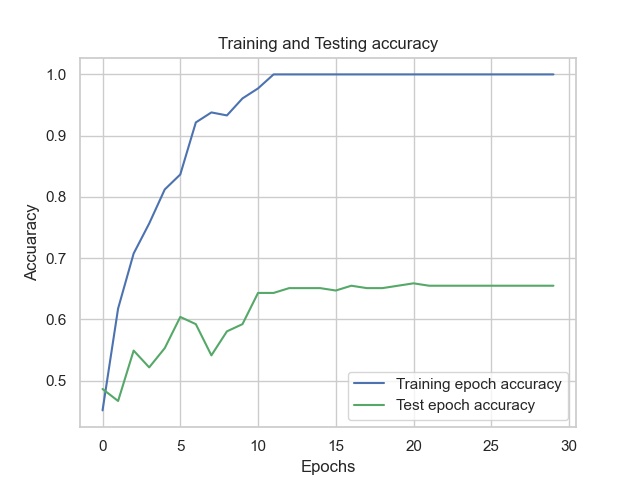 Training and Testing accuracy
1.0
0.9
0.8
0.7
0.6
0.5
Accuaracy
Training epoch accuracy
Test epoch accuracy
0 5 10 15 20 25 30
Epochs